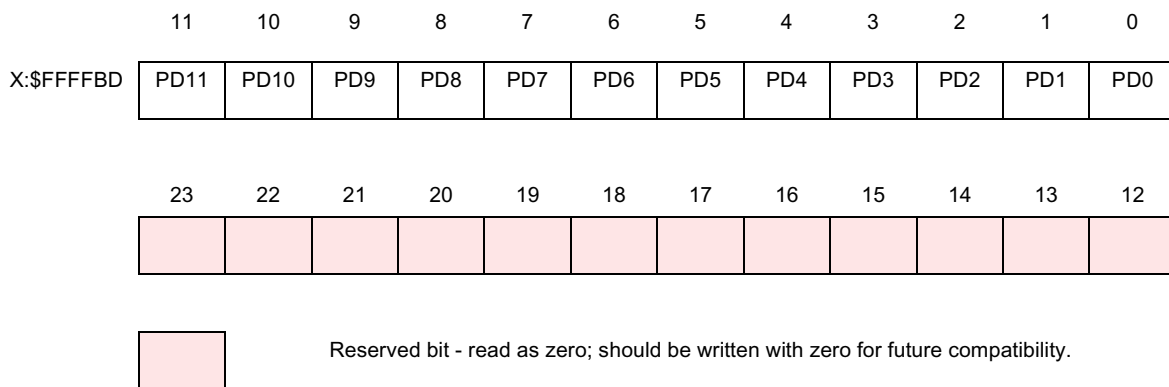 11 10 9 8 7 6 5 4 3 2 1 0
X:$FFFFBD PD11 PD10 PD9 PD8 PD7 PD6 PD5 PD4 PD3 PD2 PD1 PD0
23 22 21 20 19 18 17 16 15 14 13 12
Reserved bit - read as zero; should be written with zero for future compatibility.